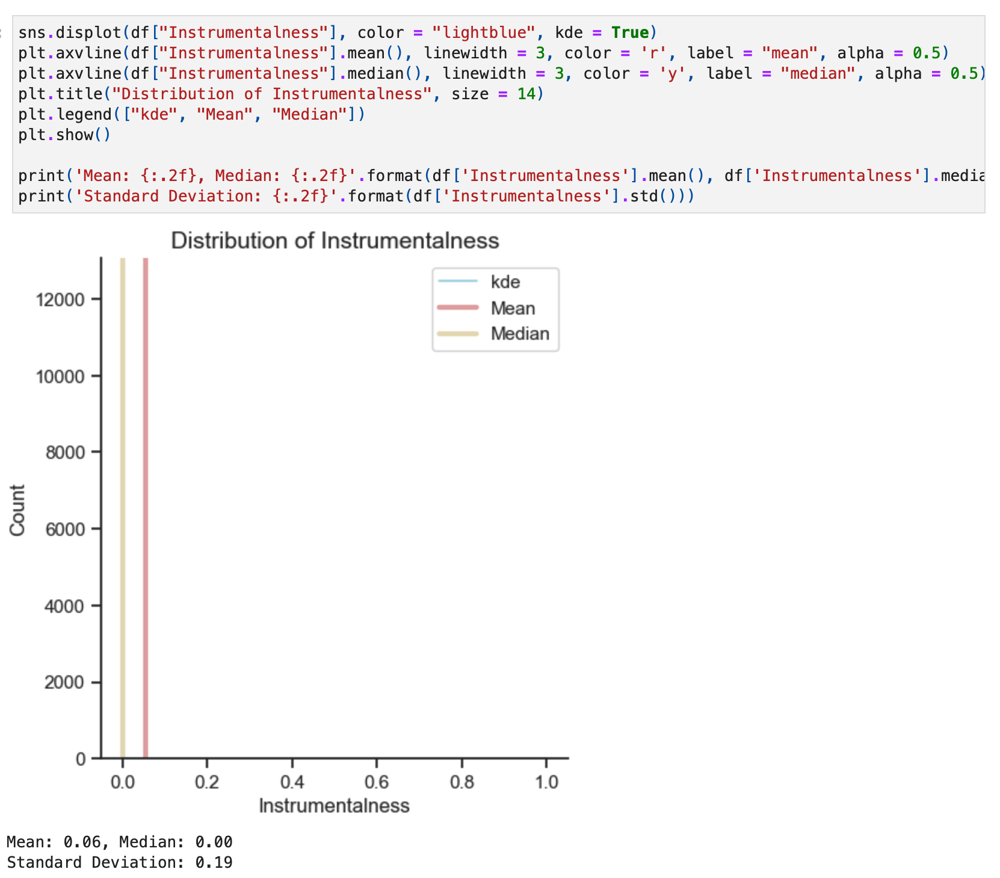 :
sns.displot(df["Instrumentalness"], color = "lightblue", kde = True)
plt.axvline(df["Instrumentalness"].mean(), linewidth = 3, color = 'r', label = "mean", alpha = 0.5)
plt.axvline(df["Instrumentalness"].median(), linewidth = 3, color = 'y', label = "median", alpha = 0.5)
plt.title("Distribution of Instrumentalness", size = 14)
plt.legend(["kde", "Mean", "Median"])
plt.show()
print('Mean: {:.2f}, Median: {:.2f}'.format(df['Instrumentalness'].mean(), df['Instrumentalness'].media
print('Standard Deviation: {:.2f}'.format(df['Instrumentalness'].std()))
Distribution of Instrumentalness
kde
Mean
Median
12000
10000
8000
6000
4000
2000
0
Count
0.0 0.2 0.4 0.6 0.8 1.0
Instrumentalness
Mean: 0.06, Median: 0.00
Standard Deviation: 0.19